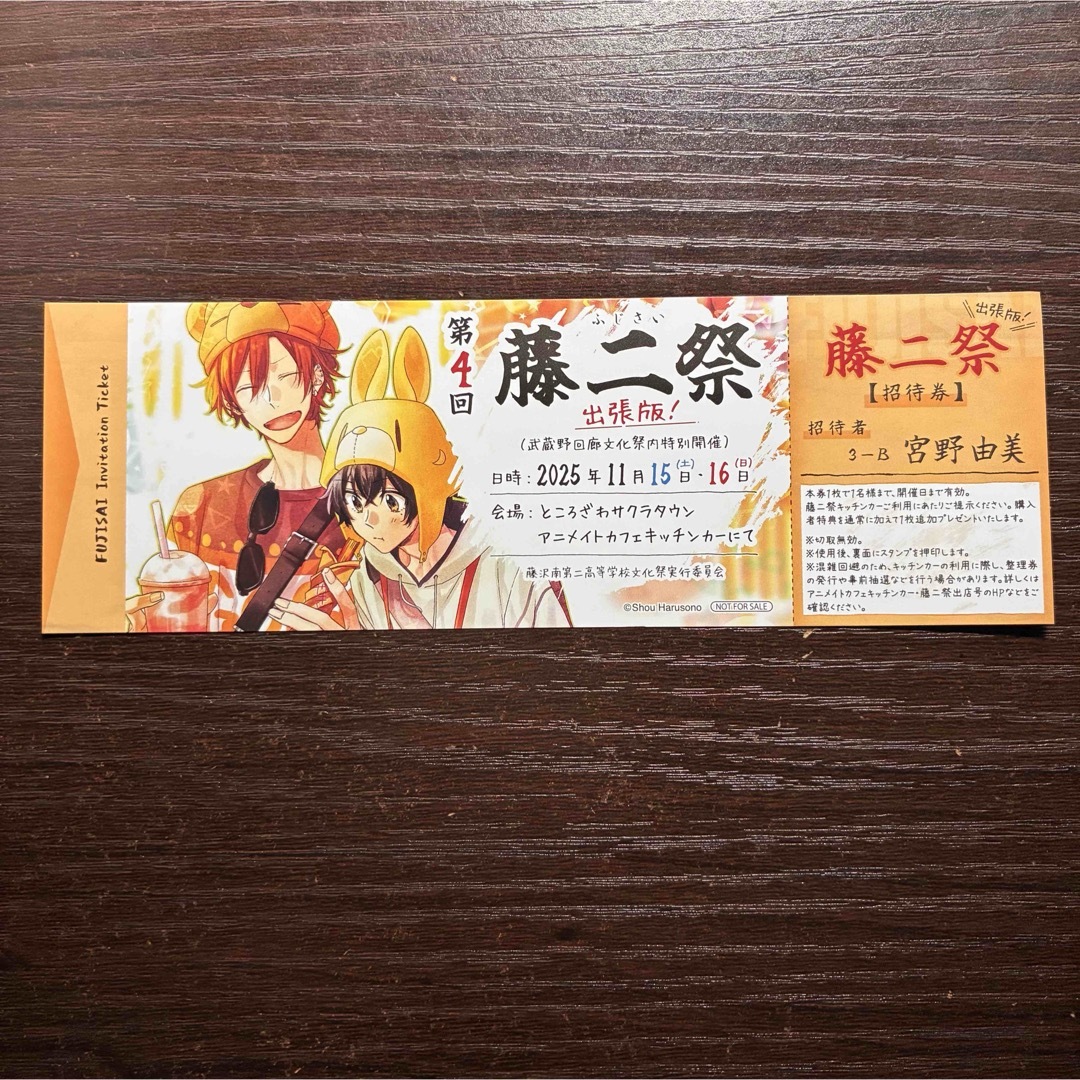 FUJISAI Invitation Ticket
第4回
ふじさい
藤二祭
出張版!
(武蔵野回廊文化祭内特別開催)
日時:2025年11月15日(土)・16日(日)
会場:ところざわサクラタウン
アニメイトカフェキッチンカーにて
藤沢南第二高等学校文化祭実行委員会
©Shou Harusono NOT FOR SALE
出張版!
藤二祭
【招待券】
招待者
3-B 宮野由美
本券1枚で1名様まで、開催日まで有効。
藤二祭キッチンカーご利用にあたりご提示ください。購入
者特典を通常に加えて1枚追加プレゼントいたします。
※切取無効。
※使用後、裏面にスタンプを押印します。
※混雑回避のため、キッチンカーの利用に際し、整理券
の発行や事前抽選などを行う場合があります。詳しくは
アニメイトカフェキッチンカー・藤二祭出店号のHPなどをご
確認ください。